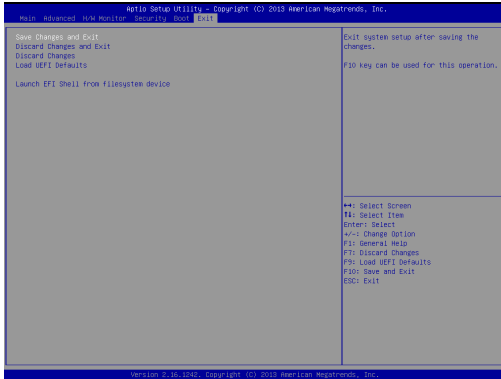 Aptio Setup Utility – Copyright (C) 2013 American Megatrends, Inc.
Main Advanced H/W Monitor Security Boot Exit
Save Changes and Exit
Discard Changes and Exit
Discard Changes
Load UEFI Defaults
Launch EFI Shell from filesystem device
Exit system setup after saving the
changes.
F10 key can be used for this operation.
↔: Select Screen
↑↓: Select Item
Enter: Select
+/-: Change Option
F1: General Help
F7: Discard Changes
F9: Load UEFI Defaults
F10: Save and Exit
ESC: Exit
Version 2.16.1242. Copyright (C) 2013 American Megatrends, Inc.